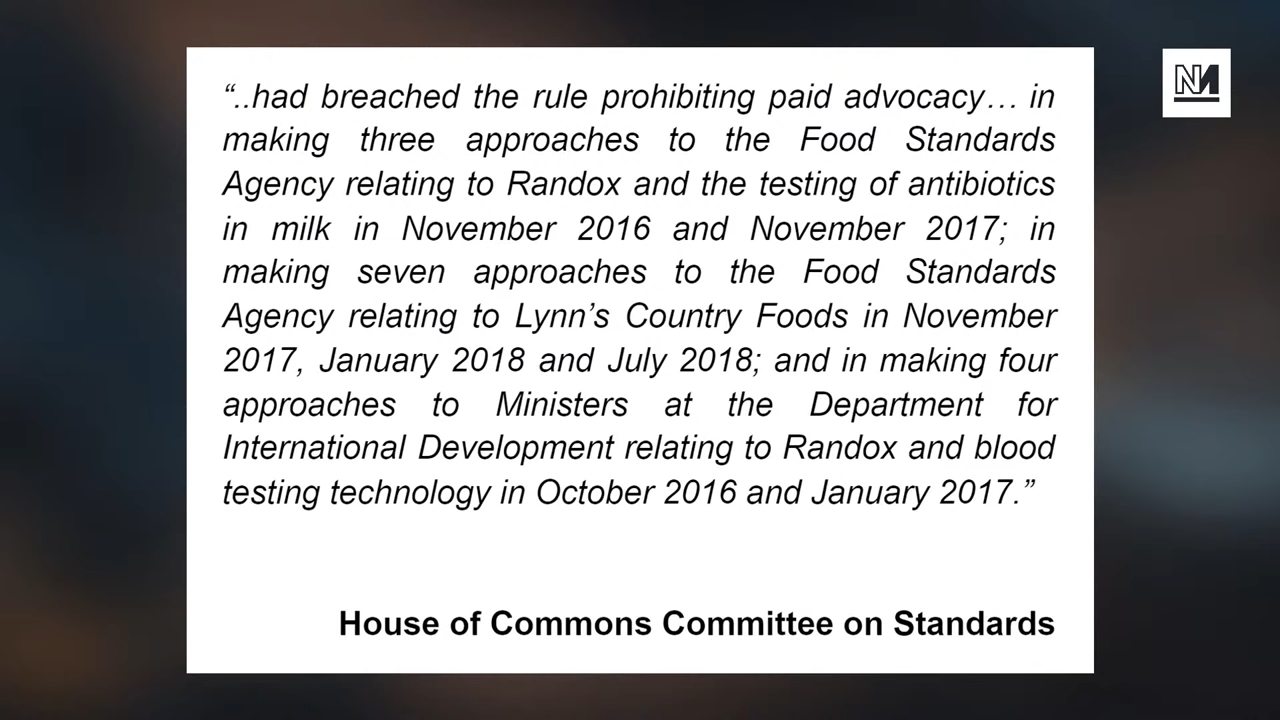 “..had breached the rule prohibiting paid advocacy… in
making three approaches to the Food Standards
Agency relating to Randox and the testing of antibiotics
in milk in November 2016 and November 2017; in
making seven approaches to the Food Standards
Agency relating to Lynn’s Country Foods in November
2017, January 2018 and July 2018; and in making four
approaches to Ministers at the Department for
International Development relating to Randox and blood
testing technology in October 2016 and January 2017.”
House of Commons Committee on Standards
NM